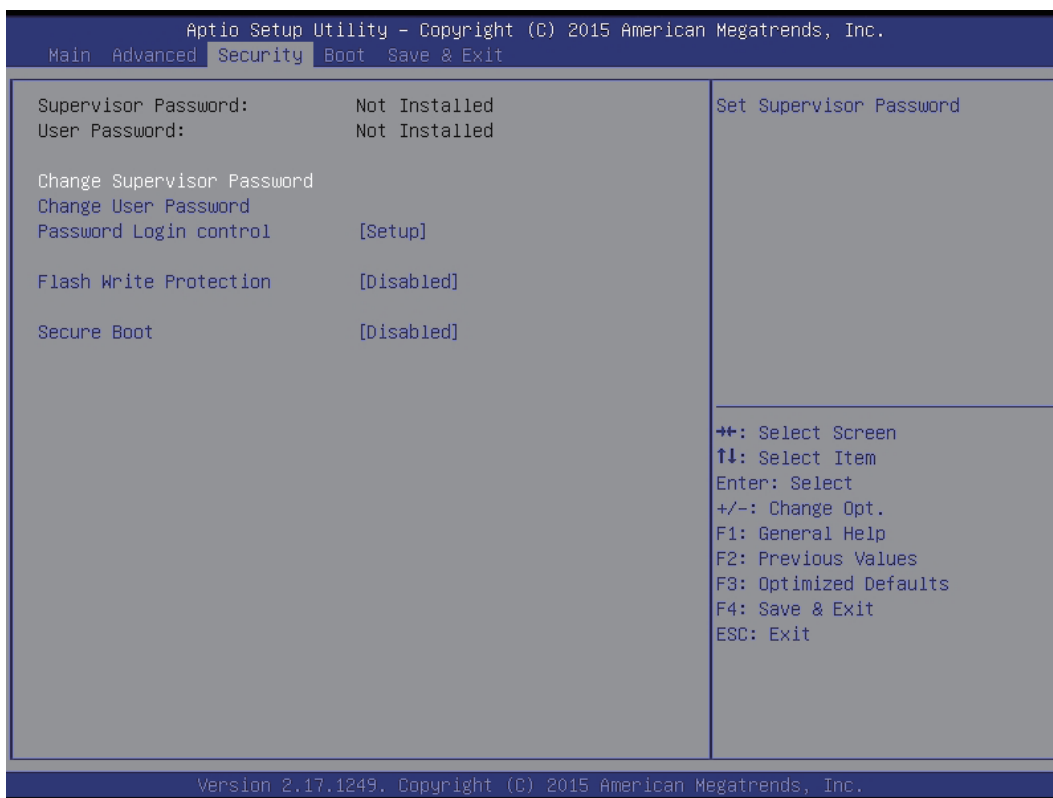 Aptio Setup Utility – Copyright (C) 2015 American Megatrends, Inc.
Main Advanced Security Boot Save & Exit
Supervisor Password: Not Installed
User Password: Not Installed
Change Supervisor Password
Change User Password
Password Login control [Setup]
Flash Write Protection [Disabled]
Secure Boot [Disabled]
Set Supervisor Password
→←: Select Screen
↑↓: Select Item
Enter: Select
+/-: Change Opt.
F1: General Help
F2: Previous Values
F3: Optimized Defaults
F4: Save & Exit
ESC: Exit
Version 2.17.1249. Copyright (C) 2015 American Megatrends, Inc.